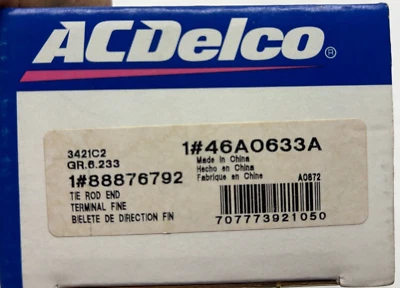 ACDelco®
3421C2
GR.6.233
1#46A0633A
Made in China
Hecho en China
Fabrique en Chine
1#88876792
A0672
TIE ROD END
TERMINAL FINE
BIELETE DE DIRECTION FIN
707773921050